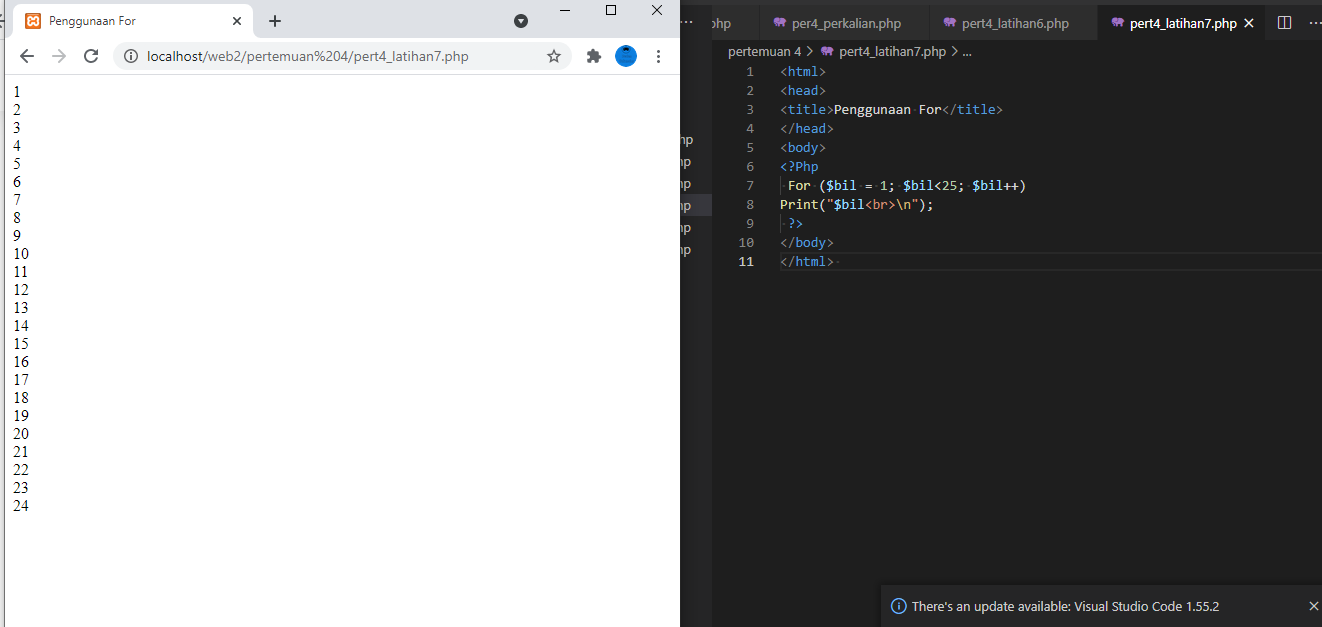 Penggunaan For
localhost/web2/pertemuan%204/pert4_latihan7.php
1
2
3
4
5
6
7
8
9
10
11
12
13
14
15
16
17
18
19
20
21
22
23
24
php
per4_perkalian.php
pert4_latihan6.php
pert4_latihan7.php
pertemuan 4 > pert4_latihan7.php > ...
hp
hp
hp
hp
hp
hp
1 <html>
2 <head>
3 <title>Penggunaan For</title>
4 </head>
5 <body>
6 <?Php
7 For ($bil = 1; $bil<25; $bil++)
8 Print("$bil<br>\n");
9 ?>
10 </body>
11 </html>
There's an update available: Visual Studio Code 1.55.2